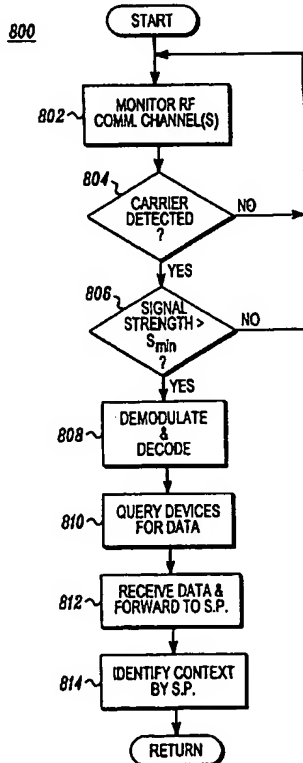 800
START
802
MONITOR RF
COMM. CHANNEL(S)
804
CARRIER
DETECTED
?
NO
YES
806
SIGNAL
STRENGTH >
Smin
?
NO
YES
808
DEMODULATE
&
DECODE
810
QUERY DEVICES
FOR DATA
812
RECEIVE DATA &
FORWARD TO S.P.
814
IDENTIFY CONTEXT
BY S.P.
RETURN